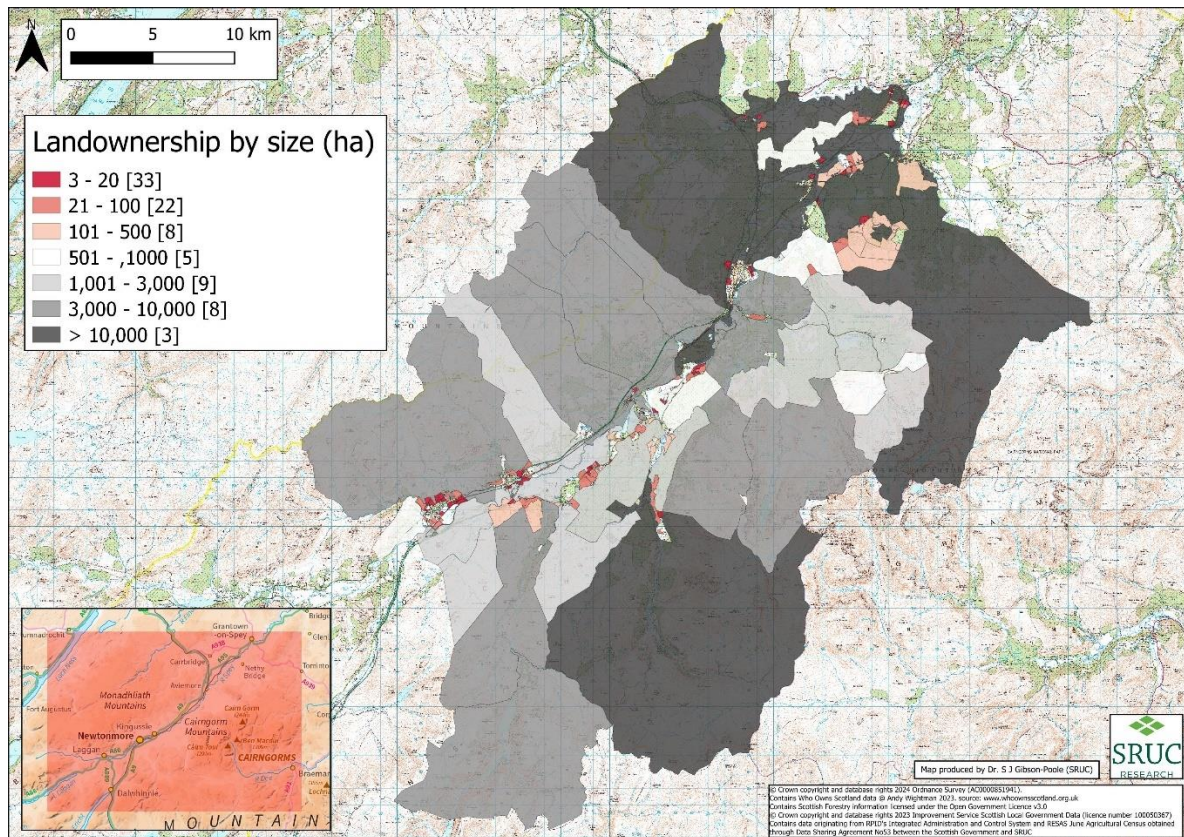 N
0 5 10 km
Landownership by size (ha)
3 - 20 [33]
21 - 100 [22]
101 - 500 [8]
501 - ,1000 [5]
1,001 - 3,000 [9]
3,000 - 10,000 [8]
> 10,000 [3]
Grantown
-on-Spey
Carrbridge
Nethy
Bridge
Aviemore
Monadhliath
Mountains
Fort Augustus
Kingussie
Cairn Gorm
Cairngorm
Mountains
Newtonmore
Laggan
CAIRNGORMS
Braemar
Dalwhinnie
MOUNTAIN
SRUC
RESEARCH
Map produced by Dr. S J Gibson-Poole (SRUC)
© Crown copyright and database rights 2024 Ordnance Survey (AC0000851941).
Contains Who Owns Scotland data @ Andy Wightman 2023. source: www.whoownsscotland.org.uk
Contains Scottish Forestry information licensed under the Open Government Licence v3.0
© Crown copyright and database rights 2023 Improvement Service Scottish Local Government Data (licence number 100050367)
Contains data originating from RPID's Integrated Administration and Control System and RESAS June Agricultural Census obtained
through Data Sharing Agreement No53 between the Scottish Government and SRUC